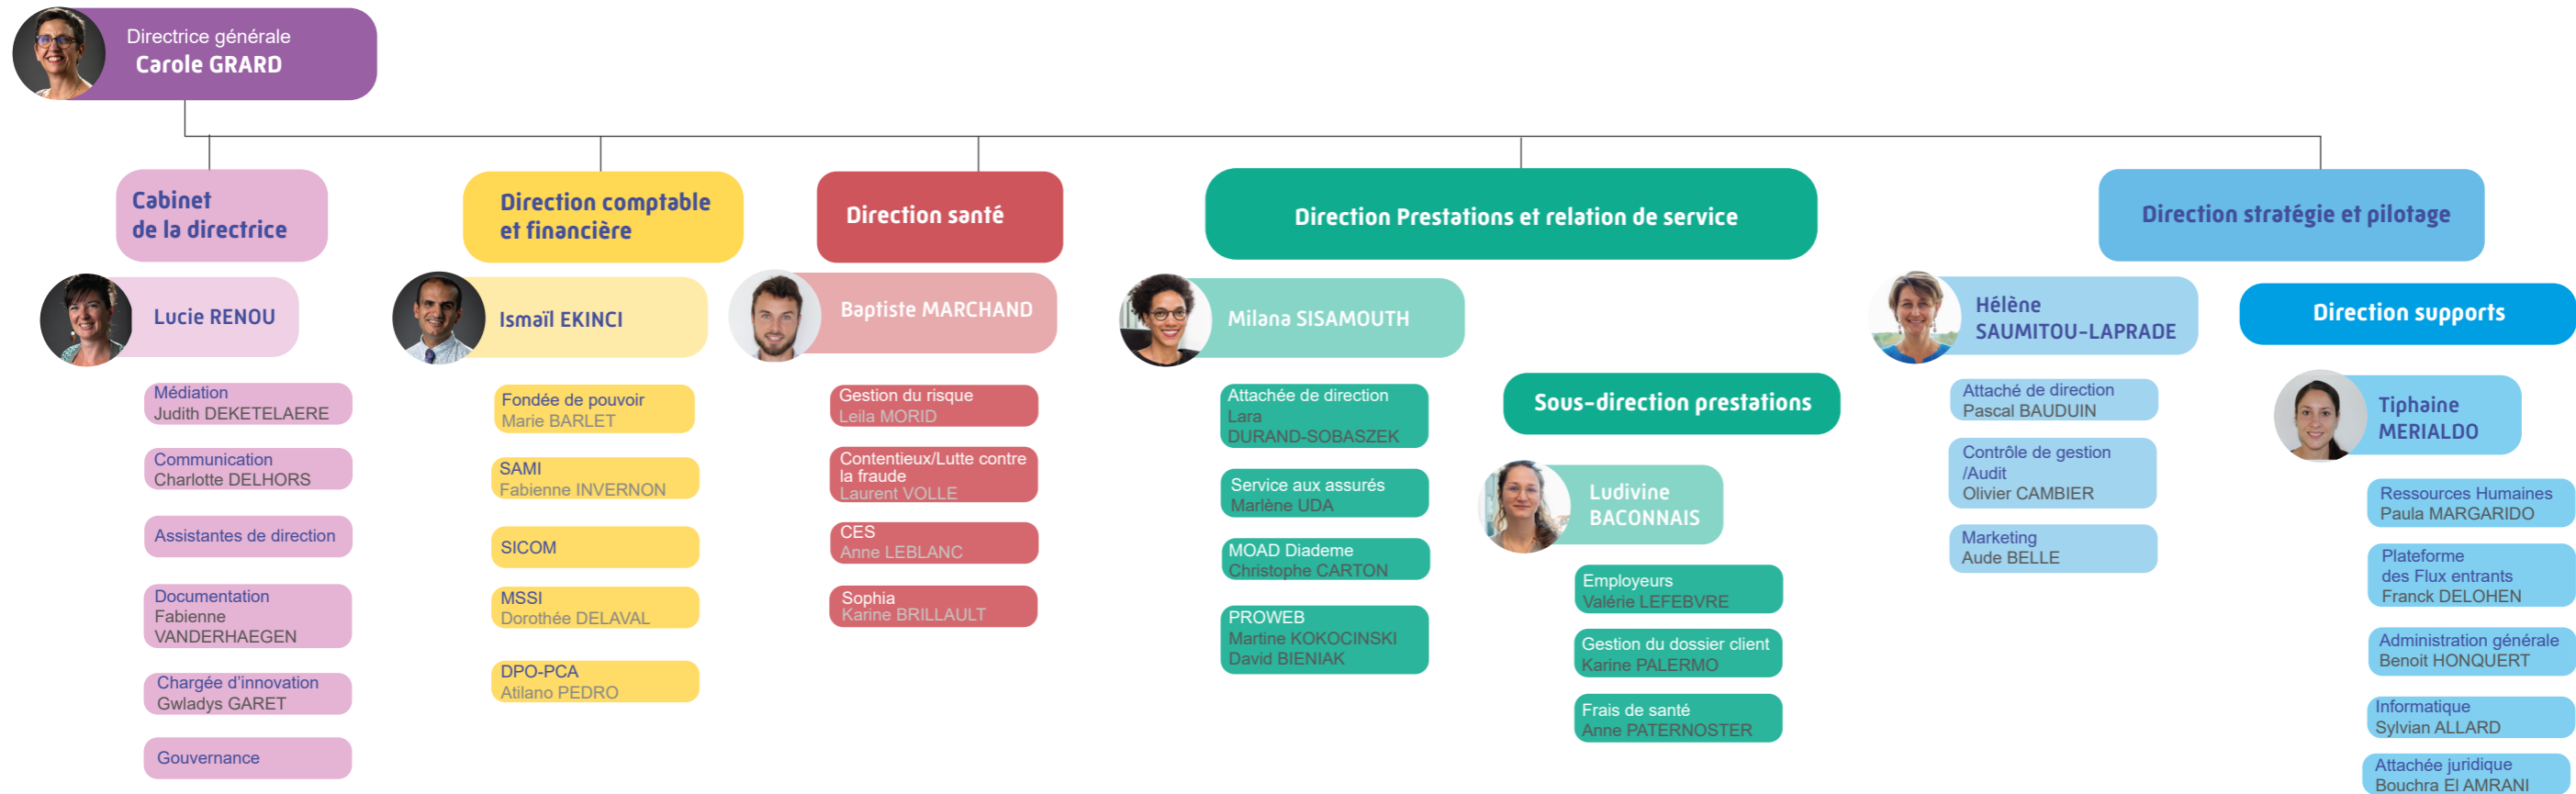 Directrice générale
Carole GRARD
Cabinet
de la directrice
Lucie RENOU
Médiation
Judith DEKETELAERE
Communication
Charlotte DELHORS
Assistantes de direction
Documentation
Fabienne
VANDERHAEGEN
Chargée d'innovation
Gwladys GARET
Gouvernance
Direction comptable
et financière
Ismaïl EKINCI
Fondée de pouvoir
Marie BARLET
SAMI
Fabienne INVERNON
SICOM
MSSI
Dorothée DELAVAL
DPO-PCA
Atilano PEDRO
Direction santé
Baptiste MARCHAND
Gestion du risque
Leila MORID
Contentieux/Lutte contre
la fraude
Laurent VOLLE
CES
Anne LEBLANC
Sophia
Karine BRILLAULT
Direction Prestations et relation de service
Milana SISAMOUTH
Attachée de direction
Lara
DURAND-SOBASZEK
Service aux assurés
Marlène UDA
MOAD Diademe
Christophe CARTON
PROWEB
Martine KOKOCINSKI
David BIENIAK
Sous-direction prestations
Ludivine
BACONNAIS
Employeurs
Valérie LEFEBVRE
Gestion du dossier client
Karine PALERMO
Frais de santé
Anne PATERNOSTER
Direction stratégie et pilotage
Hélène
SAUMITOU-LAPRADE
Attaché de direction
Pascal BAUDUIN
Contrôle de gestion
/Audit
Olivier CAMBIER
Marketing
Aude BELLE
Direction supports
Tiphaine
MERIALDO
Ressources Humaines
Paula MARGARIDO
Plateforme
des Flux entrants
Franck DELOHEN
Administration générale
Benoit HONQUERT
Informatique
Sylvian ALLARD
Attachée juridique
Bouchra El AMRANI